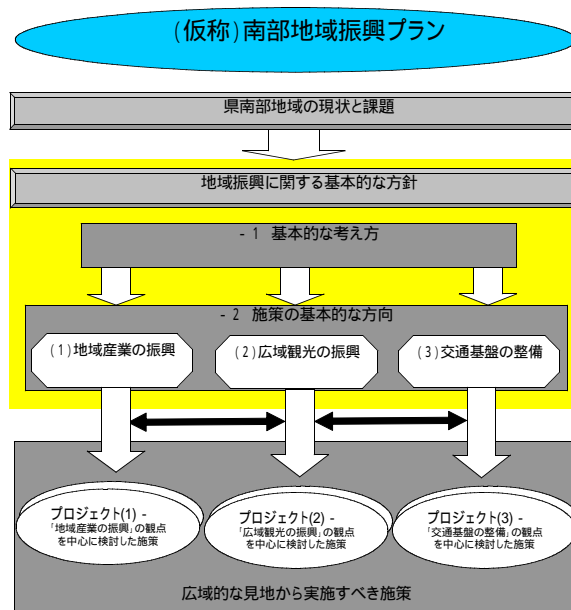 (仮称)南部地域振興プラン
県南部地域の現状と課題
地域振興に関する基本的な方針
-1 基本的な考え方
-2 施策の基本的な方向
(1)地域産業の振興
(2)広域観光の振興
(3)交通基盤の整備
プロジェクト(1) -
「地域産業の振興」の観点
を中心に検討した施策
プロジェクト(2) -
「広域観光の振興」の観点
を中心に検討した施策
プロジェクト(3) -
「交通基盤の整備」の観点
を中心に検討した施策
広域的な見地から実施すべき施策